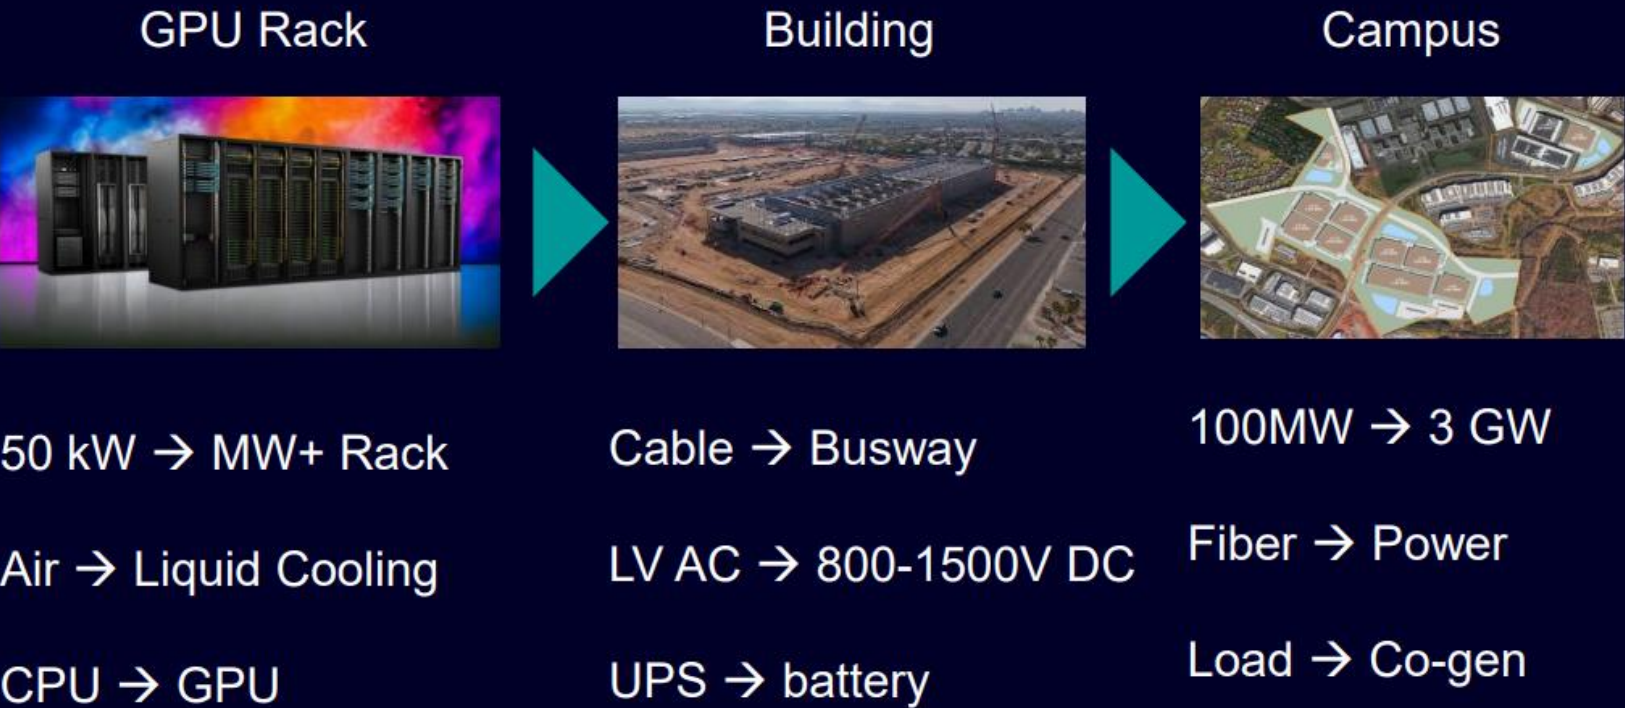 GPU Rack
Building
Campus
50 kW → MW+ Rack
Air → Liquid Cooling
CPU → GPU
Cable → Busway
LV AC → 800-1500V DC
UPS → battery
100MW → 3 GW
Fiber → Power
Load → Co-gen